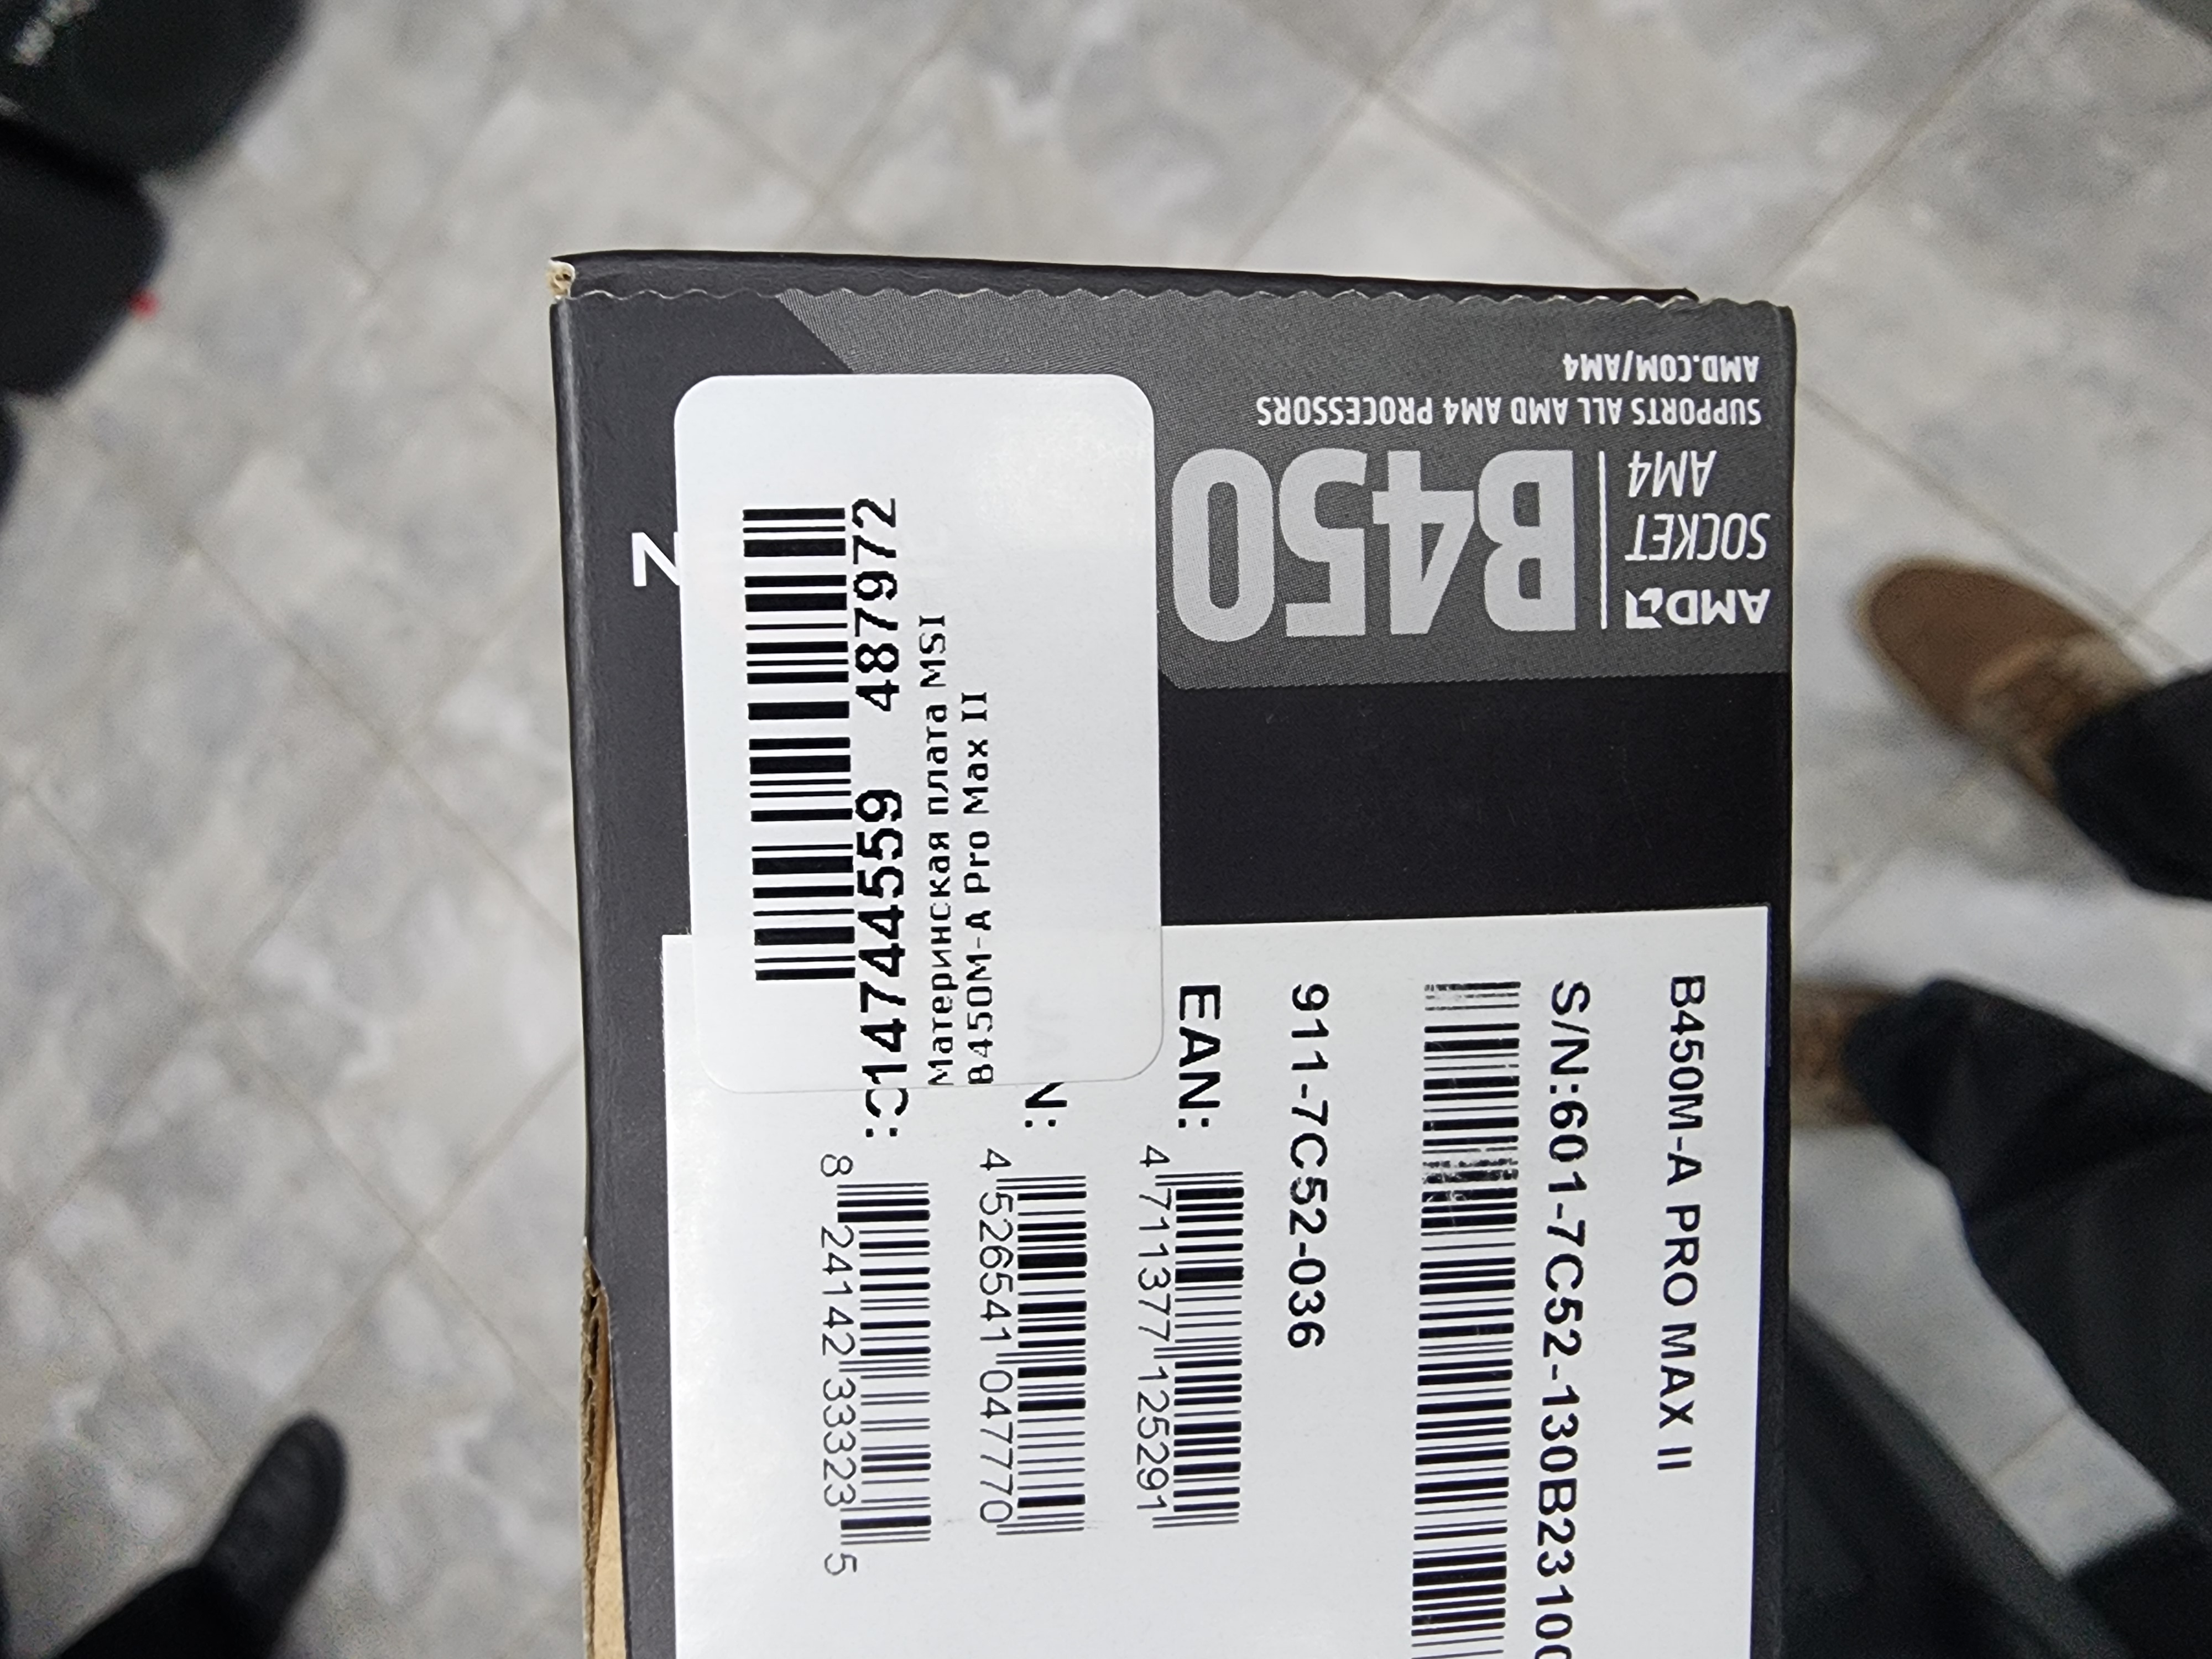 AMD
SOCKET
AM4
B450
SUPPORTS ALL AMD AM4 PROCESSORS
AMD.COM/AM4
C14744559 487972
Материнская плата MSI
B450M-A Pro Max II
B450M-A PRO MAX II
S/N:601-7C52-130B23100
911-7C52-036
EAN:
4 711377 125291
4 526541 047770
8 24142 33323 5